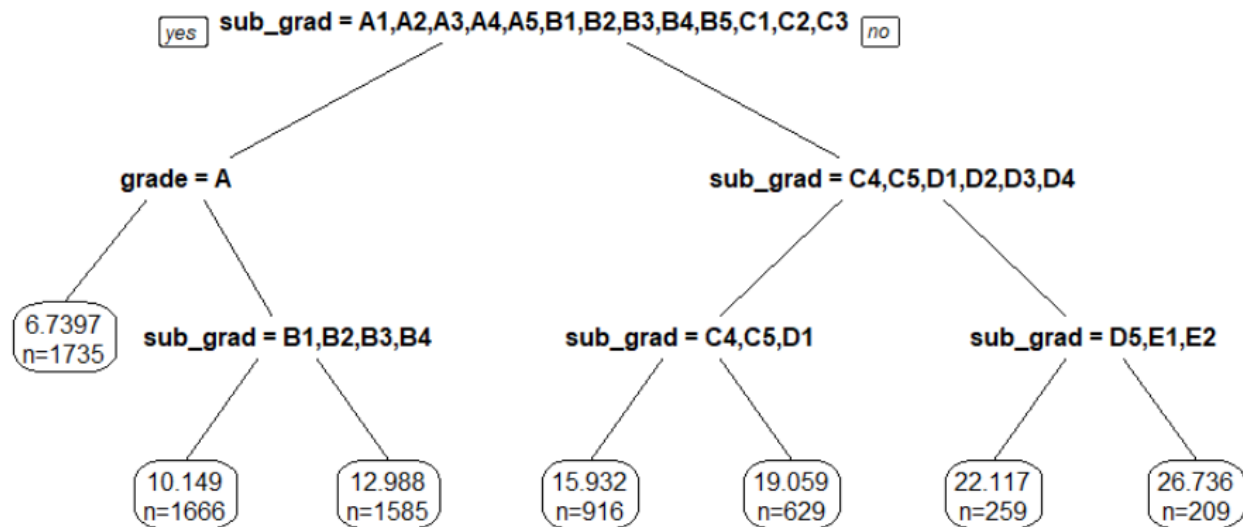 yes sub_grad = A1,A2,A3,A4,A5,B1,B2,B3,B4,B5,C1,C2,C3 no
grade = A
sub_grad = C4,C5,D1,D2,D3,D4
6.7397
n=1735
sub_grad = B1,B2,B3,B4
sub_grad = C4,C5,D1
sub_grad = D5,E1,E2
10.149
n=1666
12.988
n=1585
15.932
n=916
19.059
n=629
22.117
n=259
26.736
n=209